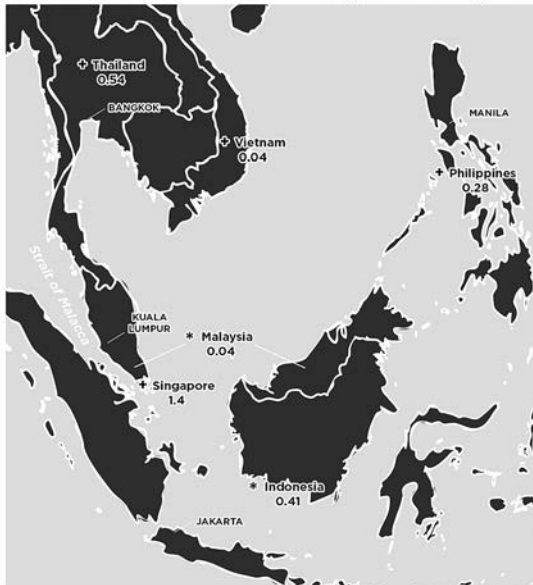 + Thailand
0.54
BANGKOK
+ Vietnam
0.04
MANILA
+ Philippines
0.28
Strait of Malacca
KUALA
LUMPUR
* Malaysia
0.04
+ Singapore
1.4
* Indonesia
0.41
JAKARTA